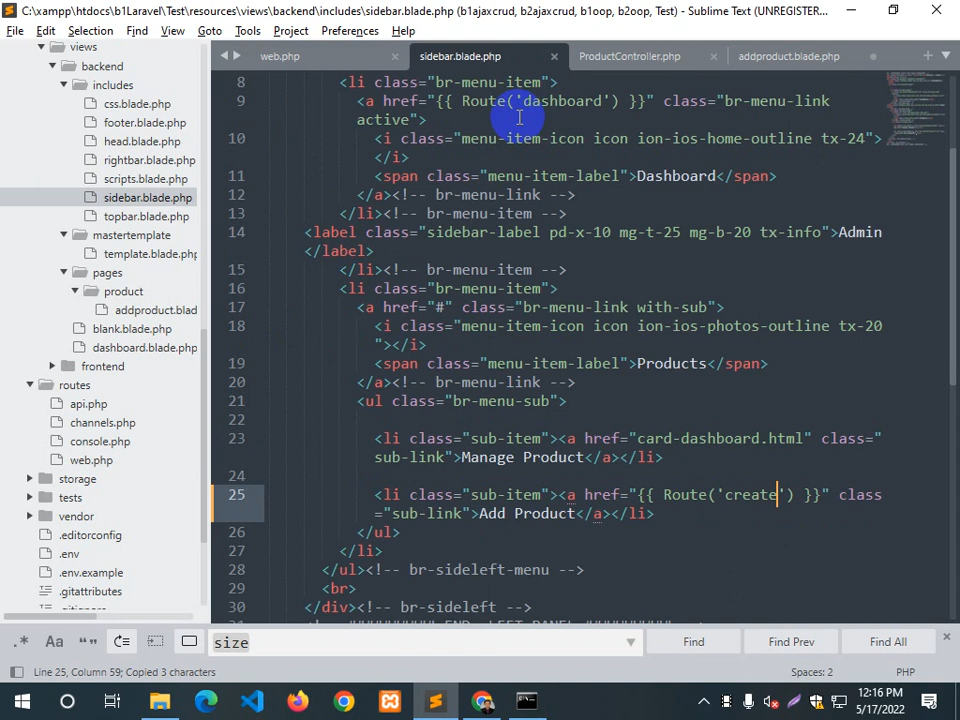 C:\xampp\htdocs\b1Laravel\Test\resources\views\backend\includes\sidebar.blade.php (b1ajaxcrud, b2ajaxcrud, b1oop, b2oop, Test) - Sublime Text (UNREGISTER...
File Edit Selection Find View Goto Tools Project Preferences Help
views
backend
includes
css.blade.php
footer.blade.php
head.blade.php
rightbar.blade.php
scripts.blade.php
sidebar.blade.php
topbar.blade.php
mastertemplate
template.blade.php
pages
product
addproduct.blad
blank.blade.php
dashboard.blade.php
frontend
routes
api.php
channels.php
console.php
web.php
storage
tests
vendor
.editorconfig
.env
.env.example
.gitattributes
.gitignore
web.php × sidebar.blade.php × ProductController.php × addproduct.blade.php
8 <li class="br-menu-item">
9 <a href="{{ Route('dashboard') }}" class="br-menu-link
active">
10 <i class="menu-item-icon icon ion-ios-home-outline tx-24">
</i>
11 <span class="menu-item-label">Dashboard</span>
12 </a><!-- br-menu-link -->
13 </li><!-- br-menu-item -->
14 <label class="sidebar-label pd-x-10 mg-t-25 mg-b-20 tx-info">Admin
</label>
15 </li><!-- br-menu-item -->
16 <li class="br-menu-item">
17 <a href="#" class="br-menu-link with-sub">
18 <i class="menu-item-icon icon ion-ios-photos-outline tx-20
"></i>
19 <span class="menu-item-label">Products</span>
20 </a><!-- br-menu-link -->
21 <ul class="br-menu-sub">
22
23 <li class="sub-item"><a href="card-dashboard.html" class="
sub-link">Manage Product</a></li>
24
25 <li class="sub-item"><a href="{{ Route('create') }}" class
="sub-link">Add Product</a></li>
26 </ul>
27 </li>
28 </ul><!-- br-sideleft-menu -->
29 <br>
30 </div><!-- br-sideleft -->
.* Aa “” size Find Find Prev Find All ×
Line 25, Column 59; Copied 3 characters Spaces: 2 PHP
12:16 PM
5/17/2022